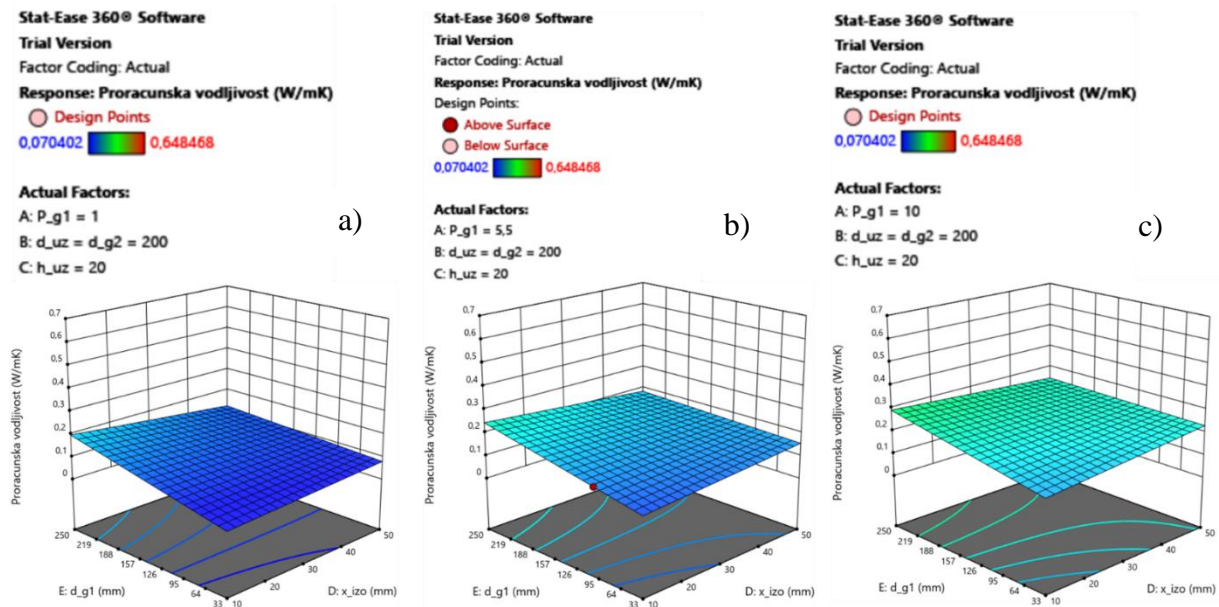 Stat-Ease 360® Software
Trial Version
Factor Coding: Actual
Response: Proracunska vodljivost (W/mK)
Design Points
0,070402 0,648468
Actual Factors:
A: P_g1 = 1
B: d_uz = d_g2 = 200
C: h_uz = 20
a)
Proracunska vodljivost (W/mK)
0.7
0.6
0.5
0.4
0.3
0.2
0.1
0
250
219
188
157
126
95
64
33
10
20
30
40
50
E: d_g1 (mm)
D: x_izo (mm)
Stat-Ease 360® Software
Trial Version
Factor Coding: Actual
Response: Proracunska vodljivost (W/mK)
Design Points:
Above Surface
Below Surface
0,070402 0,648468
Actual Factors:
A: P_g1 = 5,5
B: d_uz = d_g2 = 200
C: h_uz = 20
b)
Proracunska vodljivost (W/mK)
0.7
0.6
0.5
0.4
0.3
0.2
0.1
0
250
219
188
157
126
95
64
33
10
20
30
40
50
E: d_g1 (mm)
D: x_izo (mm)
Stat-Ease 360® Software
Trial Version
Factor Coding: Actual
Response: Proracunska vodljivost (W/mK)
Design Points
0,070402 0,648468
Actual Factors:
A: P_g1 = 10
B: d_uz = d_g2 = 200
C: h_uz = 20
c)
Proracunska vodljivost (W/mK)
0.7
0.6
0.5
0.4
0.3
0.2
0.1
0
250
219
188
157
126
95
64
33
10
20
30
40
50
E: d_g1 (mm)
D: x_izo (mm)